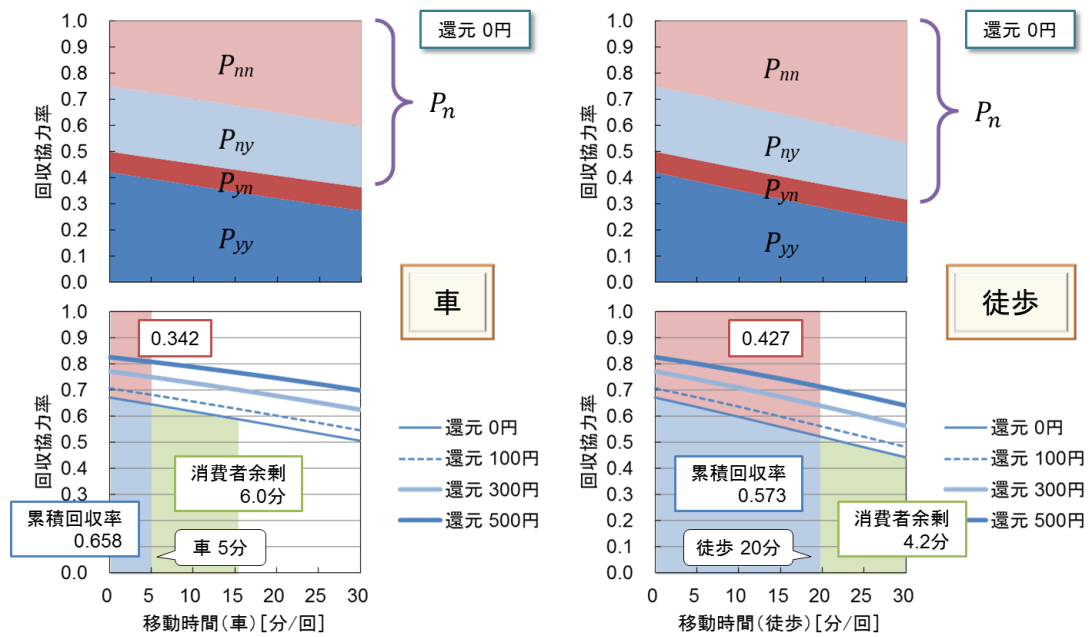 還元 0円
1.0
0.9
0.8
0.7
0.6
0.5
0.4
0.3
0.2
0.1
0.0
回収協力率
Pnn
Pny
Pyn
Pyy
Pn
還元 0円
1.0
0.9
0.8
0.7
0.6
0.5
0.4
0.3
0.2
0.1
0.0
回収協力率
Pnn
Pny
Pyn
Pyy
Pn
車
1.0
0.9
0.8
0.7
0.6
0.5
0.4
0.3
0.2
0.1
0.0
回収協力率
0.342
消費者余剰
6.0分
累積回収率
0.658
車 5分
0 5 10 15 20 25 30
移動時間(車)[分/回]
還元 0円
還元 100円
還元 300円
還元 500円
徒歩
1.0
0.9
0.8
0.7
0.6
0.5
0.4
0.3
0.2
0.1
0.0
回収協力率
0.427
累積回収率
0.573
消費者余剰
4.2分
徒歩 20分
0 5 10 15 20 25 30
移動時間(徒歩)[分/回]
還元 0円
還元 100円
還元 300円
還元 500円